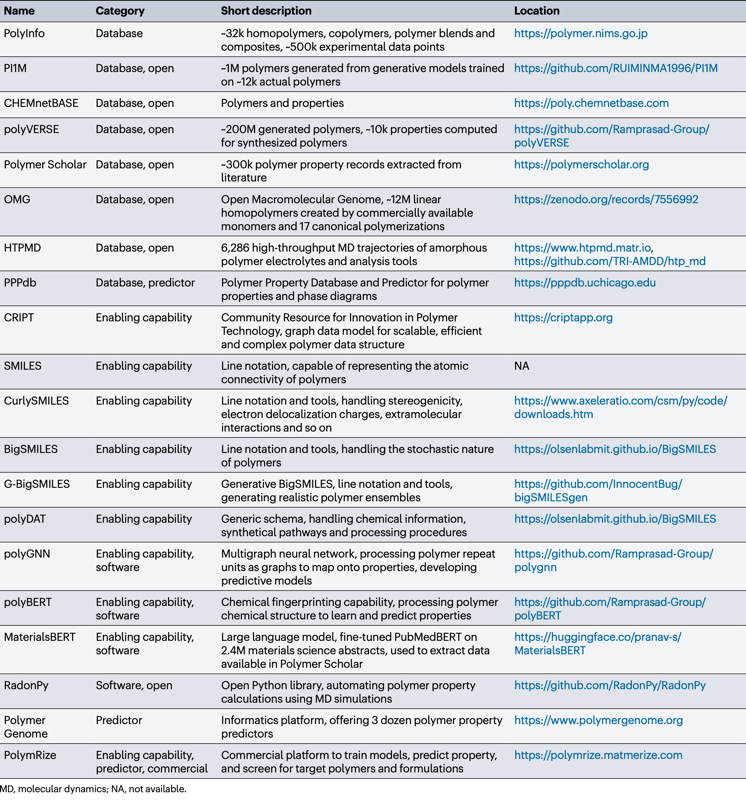 Name Category Short description Location
PolyInfo Database ~32k homopolymers, copolymers, polymer blends and https://polymer.nims.go.jp
composites, ~500k experimental data points
PI1M Database, open ~1M polymers generated from generative models trained https://github.com/RUIMINMA1996/PI1M
on ~12k actual polymers
CHEMnetBASE Database, open Polymers and properties https://poly.chemnetbase.com
polyVERSE Database, open ~200M generated polymers, ~10k properties computed https://github.com/Ramprasad-Group/
for synthesized polymers polyVERSE
Polymer Scholar Database, open ~300k polymer property records extracted from https://polymerscholar.org
literature
OMG Database, open Open Macromolecular Genome, ~12M linear https://zenodo.org/records/7556992
homopolymers created by commercially available
monomers and 17 canonical polymerizations
HTPMD Database, open 6,286 high-throughput MD trajectories of amorphous https://www.htpmd.matr.io,
polymer electrolytes and analysis tools https://github.com/TRI-AMDD/htp_md
PPPdb Database, predictor Polymer Property Database and Predictor for polymer https://pppdb.uchicago.edu
properties and phase diagrams
CRIPT Enabling capability Community Resource for Innovation in Polymer https://criptapp.org
Technology, graph data model for scalable, efficient
and complex polymer data structure
SMILES Enabling capability Line notation, capable of representing the atomic NA
connectivity of polymers
CurlySMILES Enabling capability Line notation and tools, handling stereogenicity, https://www.axeleratio.com/csm/py/code/
electron delocalization charges, extramolecular downloads.htm
interactions and so on
BigSMILES Enabling capability Line notation and tools, handling the stochastic nature https://olsenlabmit.github.io/BigSMILES
of polymers
G-BigSMILES Enabling capability Generative BigSMILES, line notation and tools, https://github.com/InnocentBug/
generating realistic polymer ensembles bigSMILESgen
polyDAT Enabling capability Generic schema, handling chemical information, https://olsenlabmit.github.io/BigSMILES
synthetical pathways and processing procedures
polyGNN Enabling capability, Multigraph neural network, processing polymer repeat https://github.com/Ramprasad-Group/
software units as graphs to map onto properties, developing polygnn
predictive models
polyBERT Enabling capability, Chemical fingerprinting capability, processing polymer https://github.com/Ramprasad-Group/
software chemical structure to learn and predict properties polyBERT
MaterialsBERT Enabling capability, Large language model, fine-tuned PubMedBERT on https://huggingface.co/pranav-s/
software 2.4M materials science abstracts, used to extract data MaterialsBERT
available in Polymer Scholar
RadonPy Software, open Open Python library, automating polymer property https://github.com/RadonPy/RadonPy
calculations using MD simulations
Polymer Predictor Informatics platform, offering 3 dozen polymer property https://www.polymergenome.org
Genome predictors
PolymRize Enabling capability, Commercial platform to train models, predict property, https://polymrize.matmerize.com
predictor, commercial and screen for target polymers and formulations
MD, molecular dynamics; NA, not available.